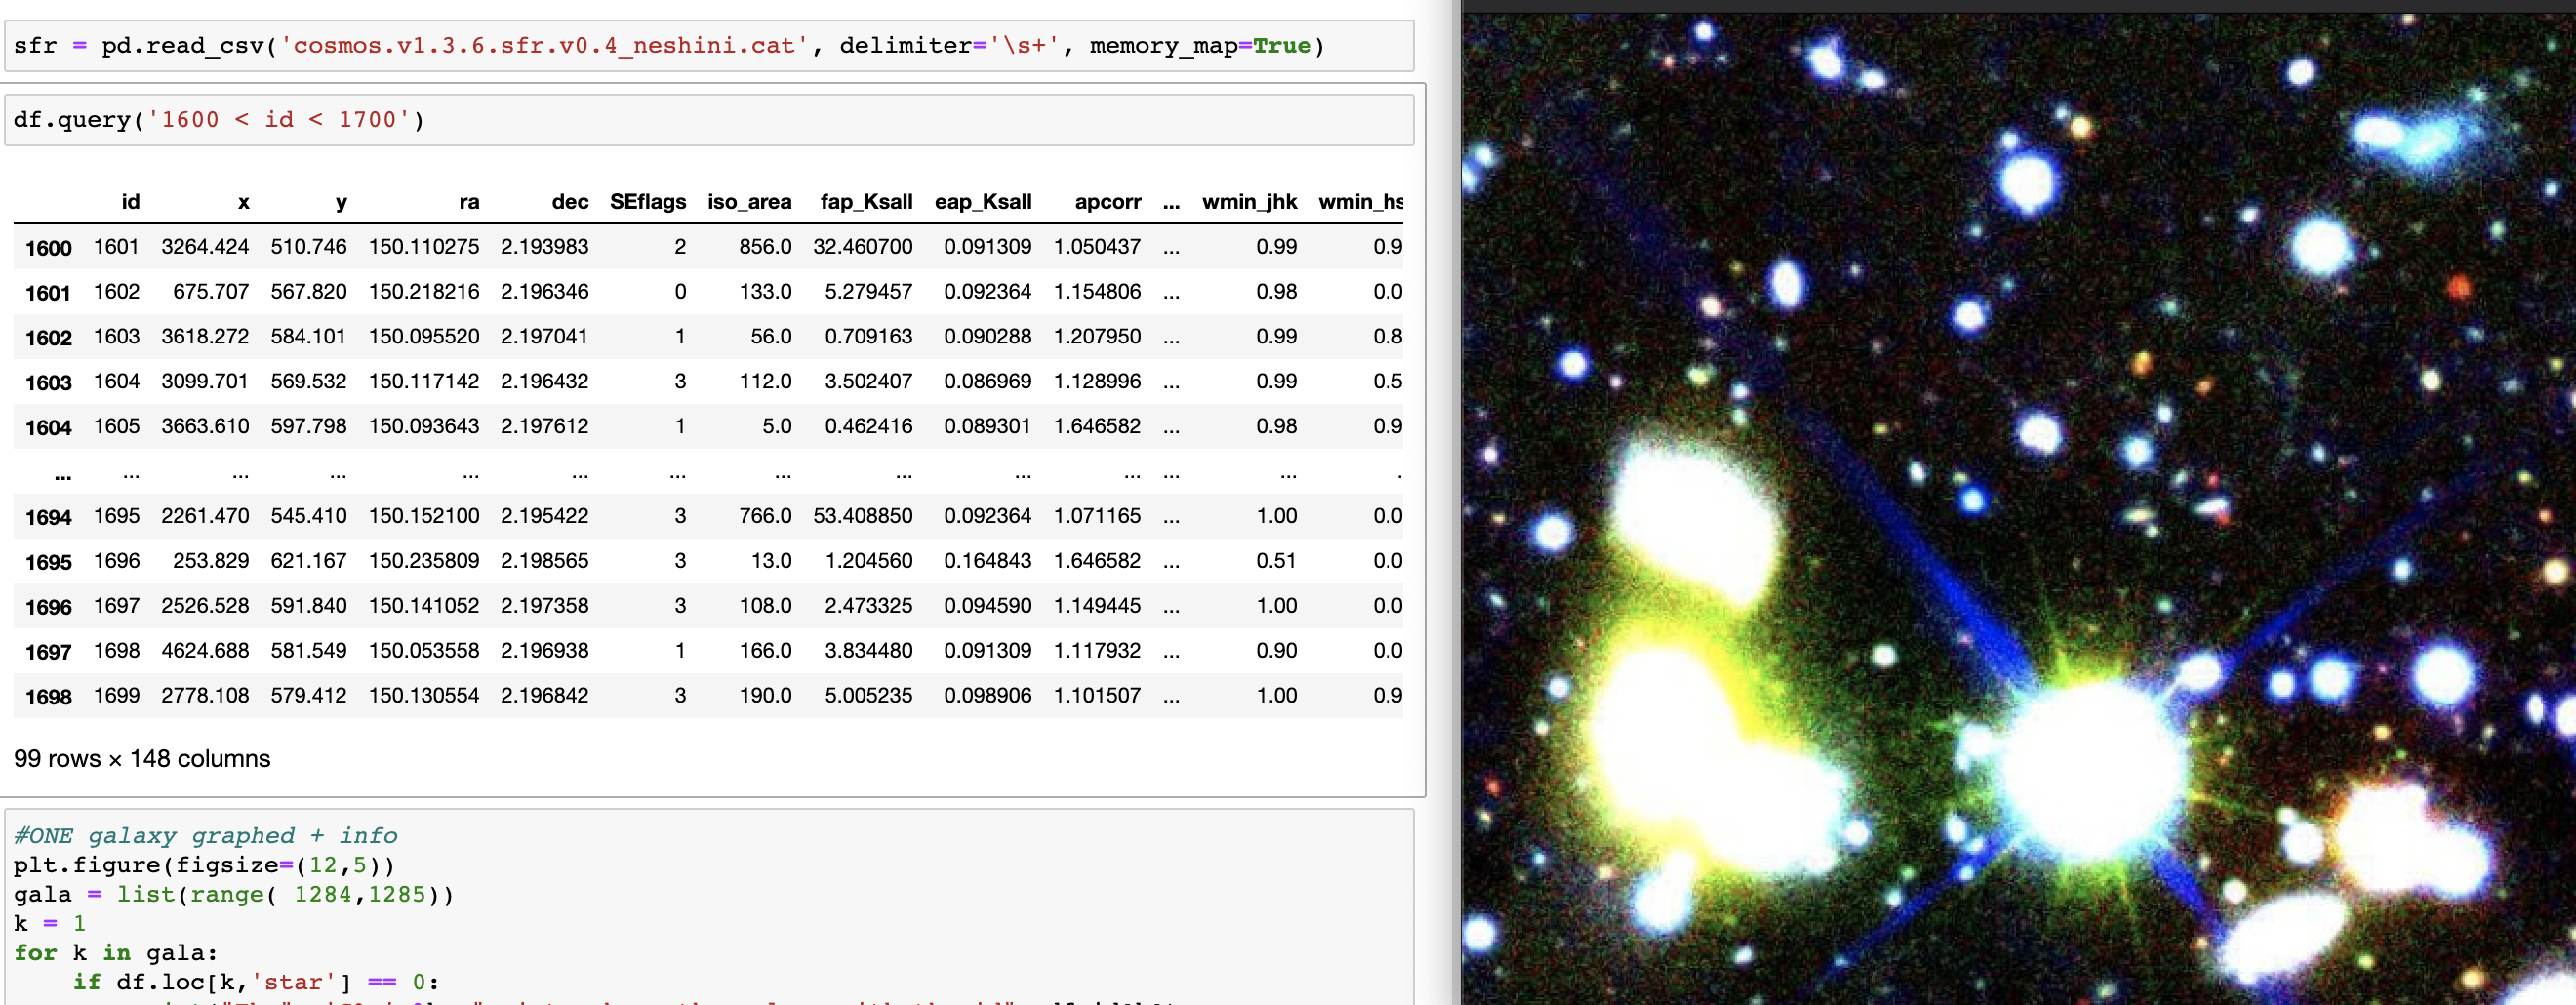 sfr = pd.read_csv('cosmos.v1.3.6.sfr.v0.4_neshini.cat', delimiter='\s+', memory_map=True)
df.query('1600 < id < 1700')
id x y ra dec SEflags iso_area fap_Ksall eap_Ksall apcorr ... wmin_jhk wmin_hs
1600 1601 3264.424 510.746 150.110275 2.193983 2 856.0 32.460700 0.091309 1.050437 ... 0.99 0.9
1601 1602 675.707 567.820 150.218216 2.196346 0 133.0 5.279457 0.092364 1.154806 ... 0.98 0.0
1602 1603 3618.272 584.101 150.095520 2.197041 1 56.0 0.709163 0.090288 1.207950 ... 0.99 0.8
1603 1604 3099.701 569.532 150.117142 2.196432 3 112.0 3.502407 0.086969 1.128996 ... 0.99 0.5
1604 1605 3663.610 597.798 150.093643 2.197612 1 5.0 0.462416 0.089301 1.646582 ... 0.98 0.9
... ... ... ... ... ... ... ... ... ... ... ... ... .
1694 1695 2261.470 545.410 150.152100 2.195422 3 766.0 53.408850 0.092364 1.071165 ... 1.00 0.0
1695 1696 253.829 621.167 150.235809 2.198565 3 13.0 1.204560 0.164843 1.646582 ... 0.51 0.0
1696 1697 2526.528 591.840 150.141052 2.197358 3 108.0 2.473325 0.094590 1.149445 ... 1.00 0.0
1697 1698 4624.688 581.549 150.053558 2.196938 1 166.0 3.834480 0.091309 1.117932 ... 0.90 0.0
1698 1699 2778.108 579.412 150.130554 2.196842 3 190.0 5.005235 0.098906 1.101507 ... 1.00 0.9
99 rows × 148 columns
#ONE galaxy graphed + info
plt.figure(figsize=(12,5))
gala = list(range( 1284,1285))
k = 1
for k in gala:
if df.loc[k,'star'] == 0: